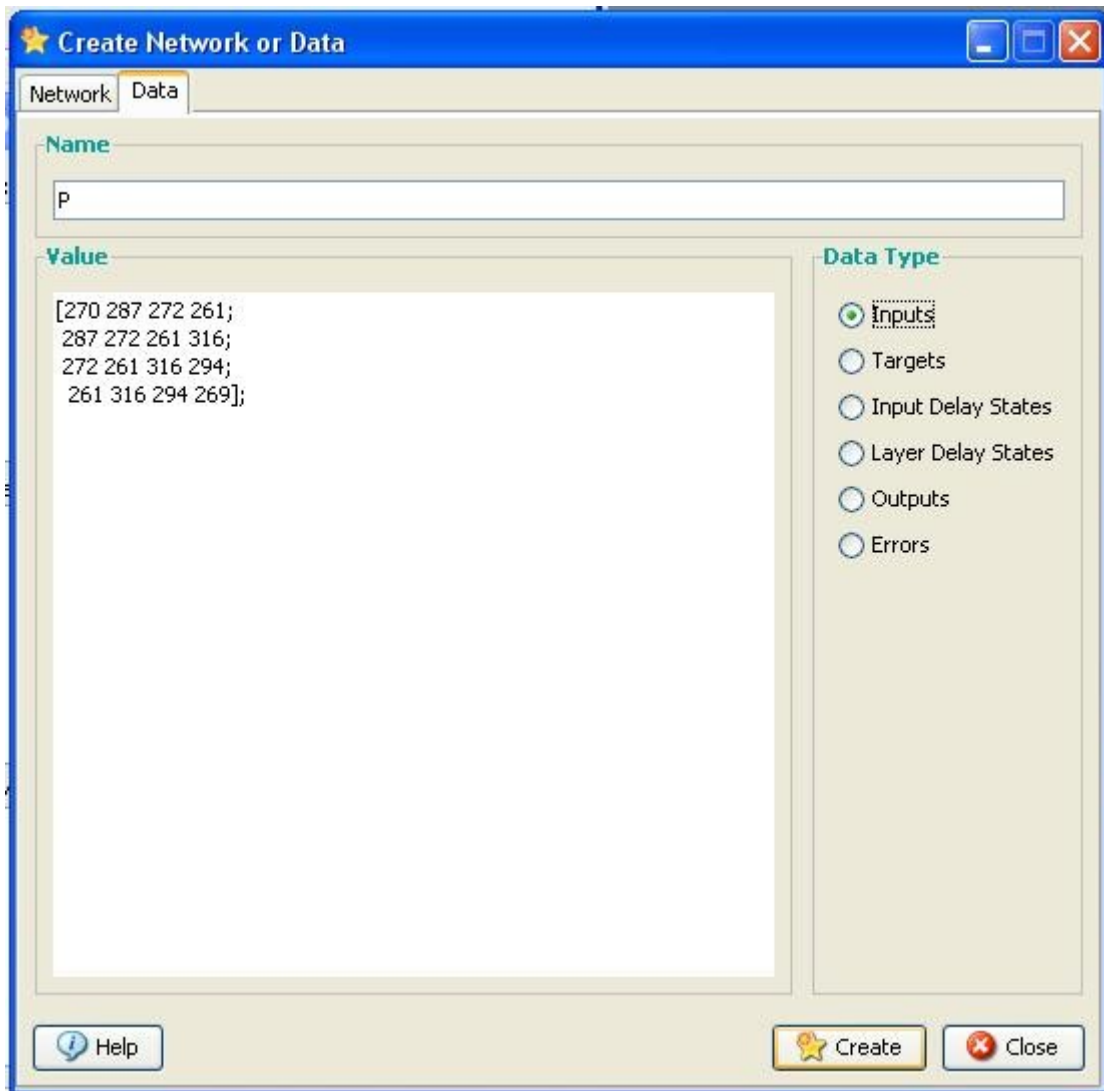 Create Network or Data
Network Data
Name
P
Value
[270 287 272 261;
287 272 261 316;
272 261 316 294;
261 316 294 269];
Data Type
Inputs
Targets
Input Delay States
Layer Delay States
Outputs
Errors
Help
Create
Close